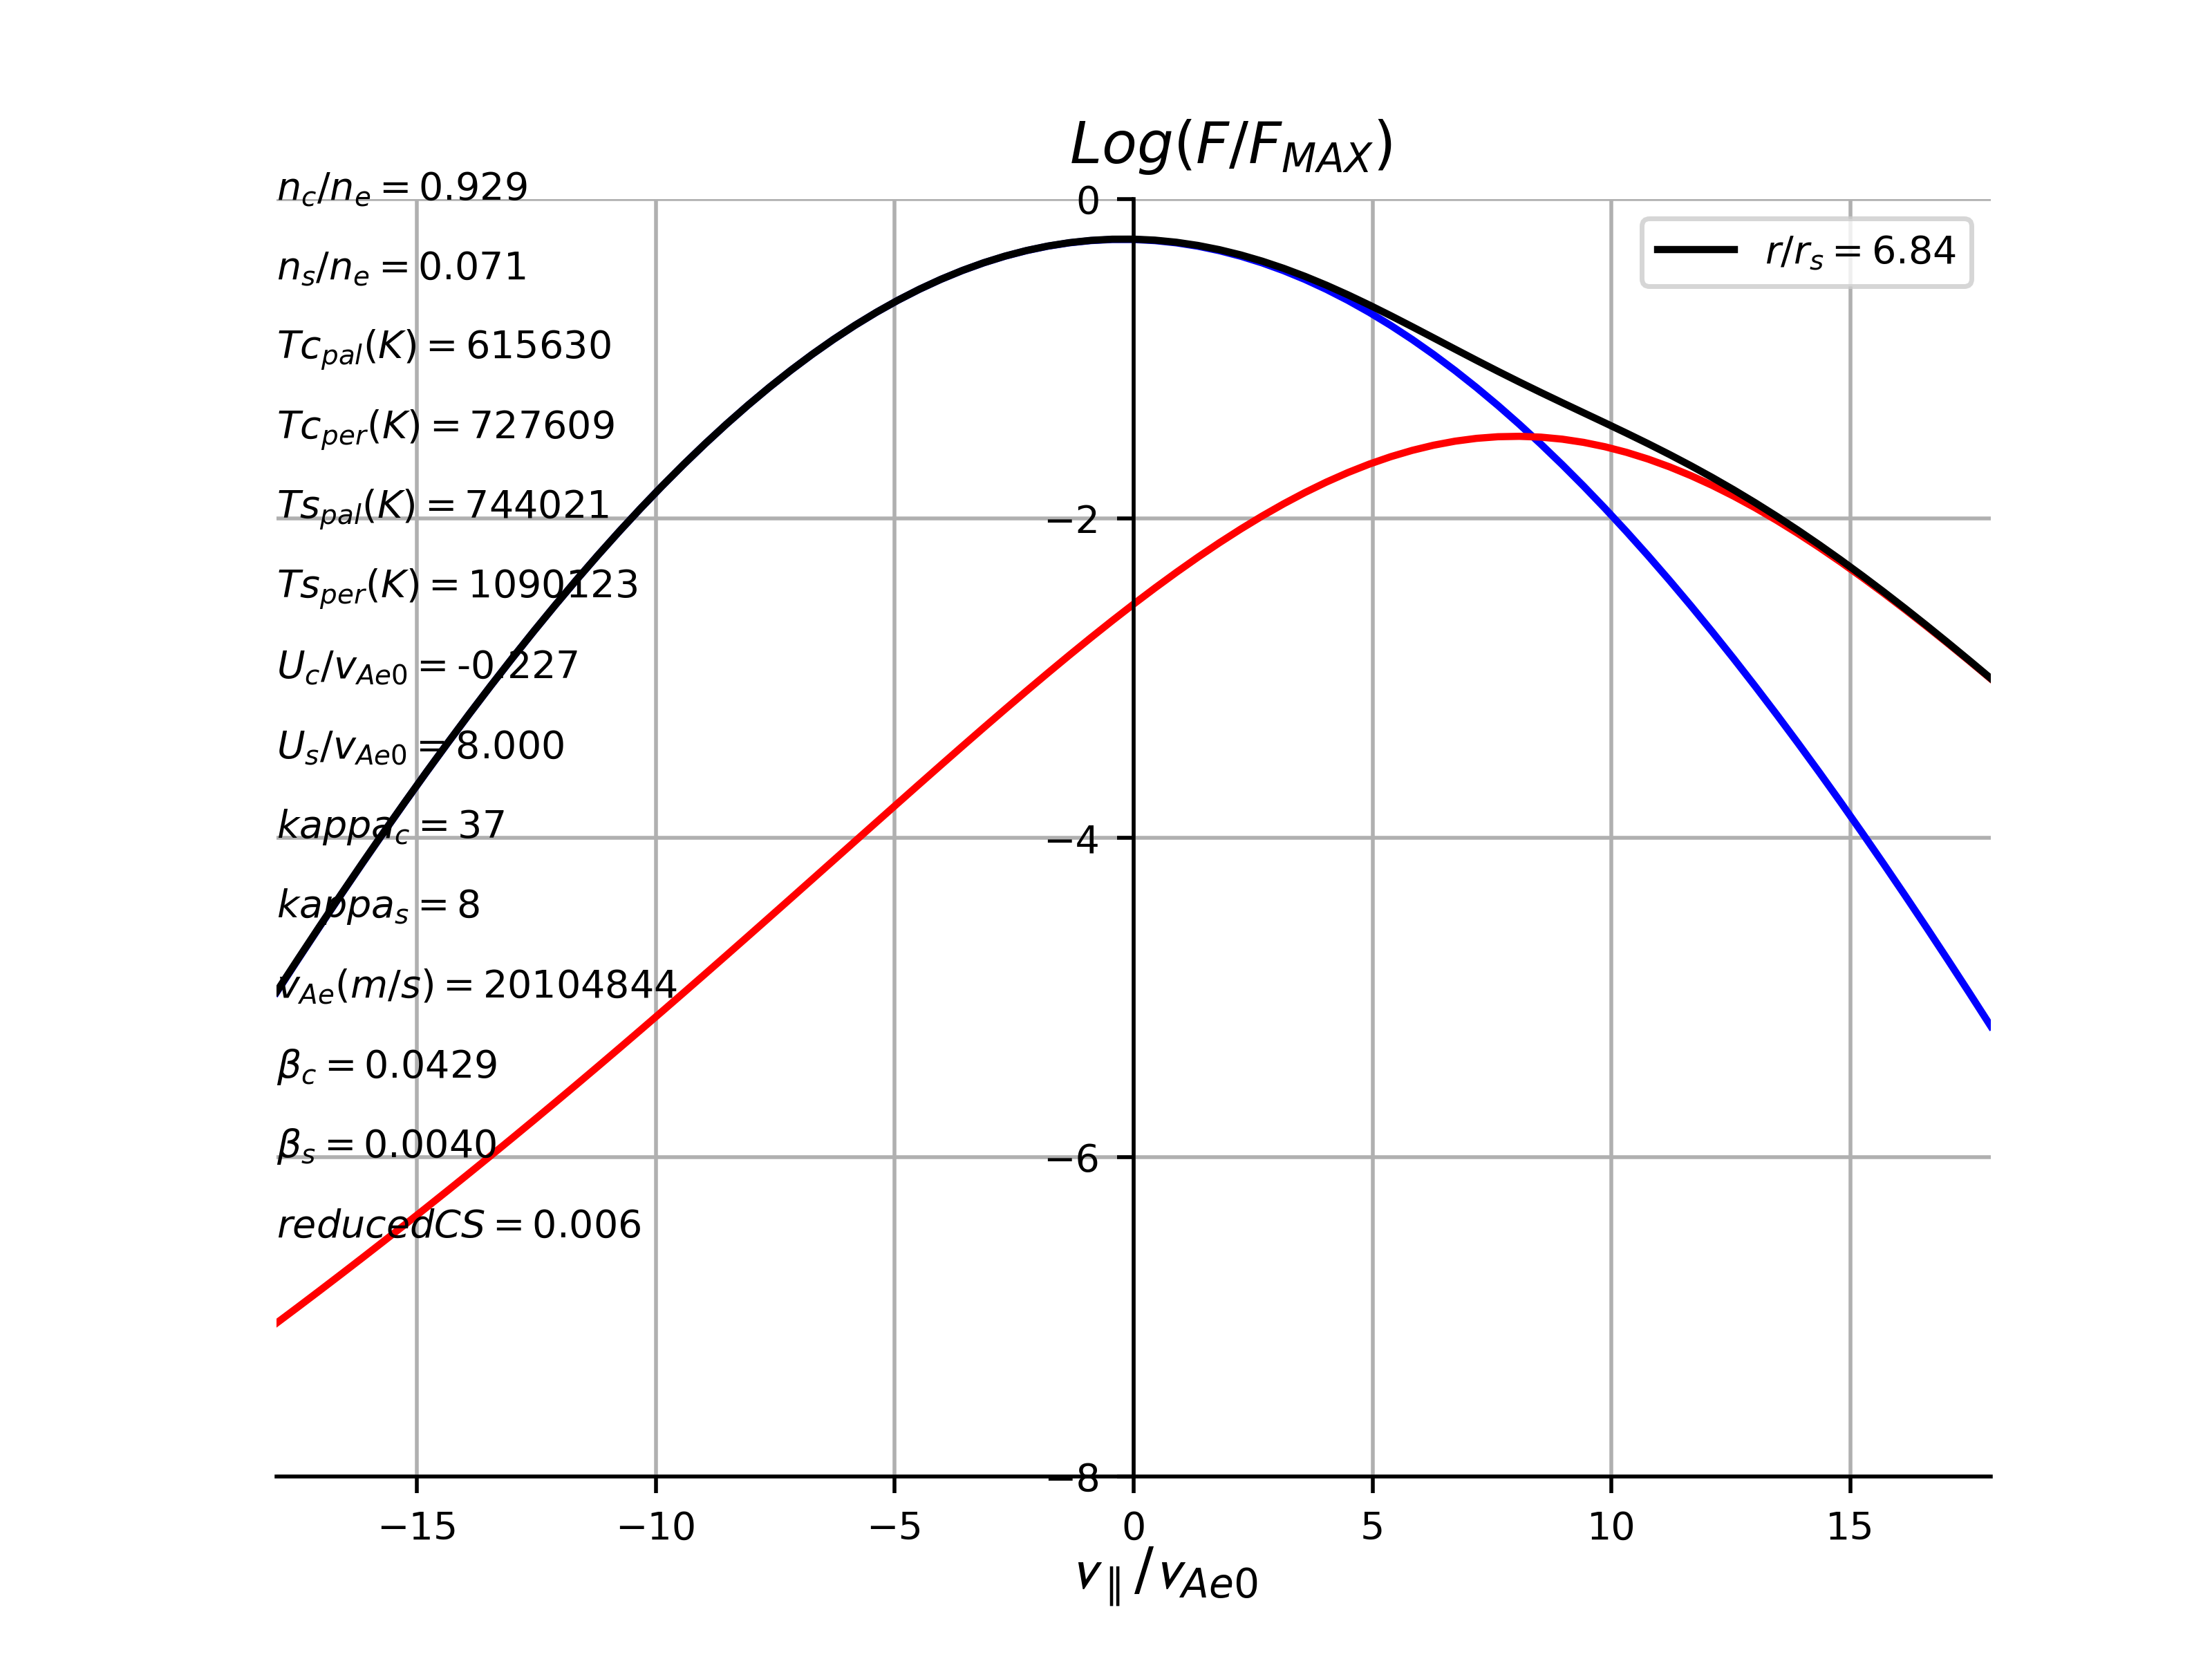 Log(F/F_MAX)
n_c/n_e = 0.929
n_s/n_e = 0.071
Tc_pal(K) = 615630
Tc_per(K) = 727609
Ts_pal(K) = 744021
Ts_per(K) = 1090123
U_c/v_Ae0 = -0.227
U_s/v_Ae0 = 8.000
kappa_c = 37
kappa_s = 8
v_Ae(m/s) = 20104844
β_c = 0.0429
β_s = 0.0040
reducedCS = 0.006
r/r_s = 6.84
0
−2
−4
−6
−8
−15 −10 −5 0 5 10 15
v_∥/v_Ae0